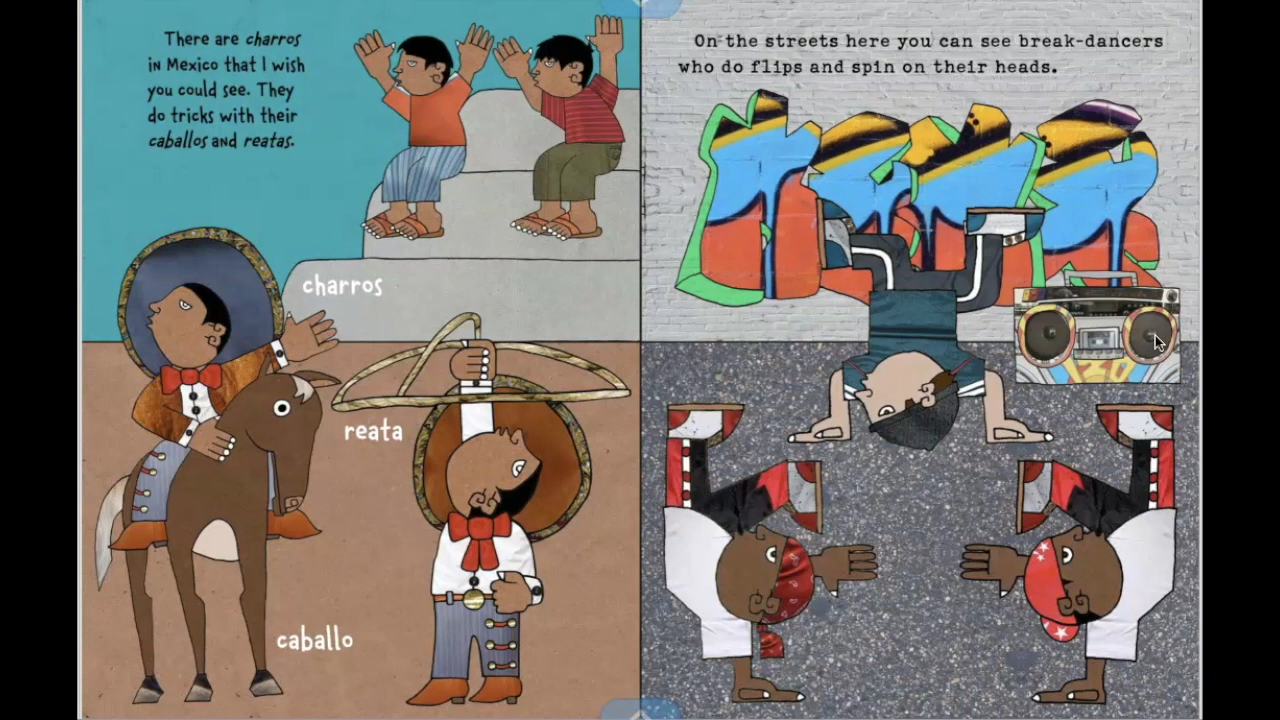 There are charros
in Mexico that I wish
you could see. They
do tricks with their
caballos and reatas.
charros
reata
caballo
On the streets here you can see break-dancers
who do flips and spin on their heads.